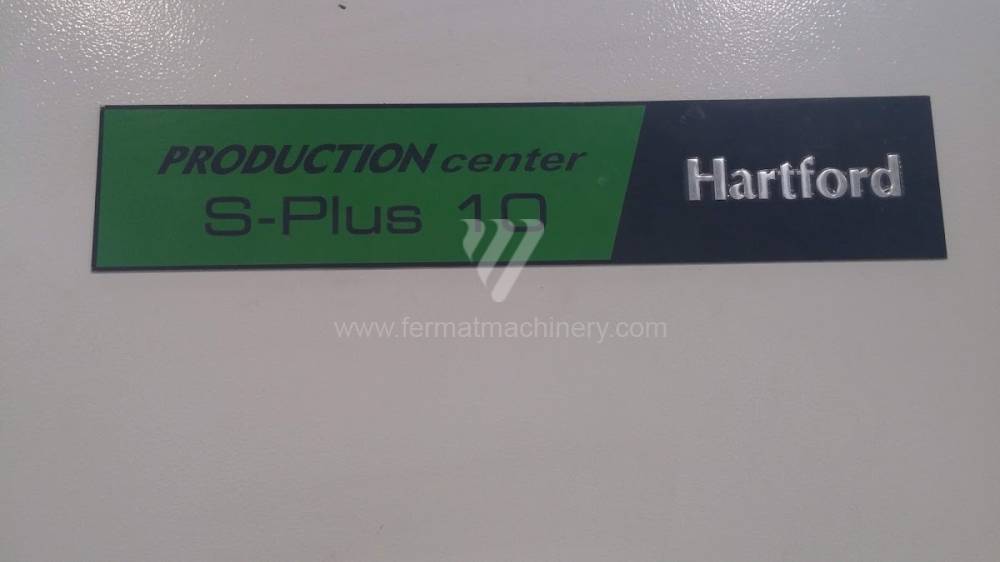 PRODUCTION center
S-Plus 10
Hartford
www.fermatmachinery.com